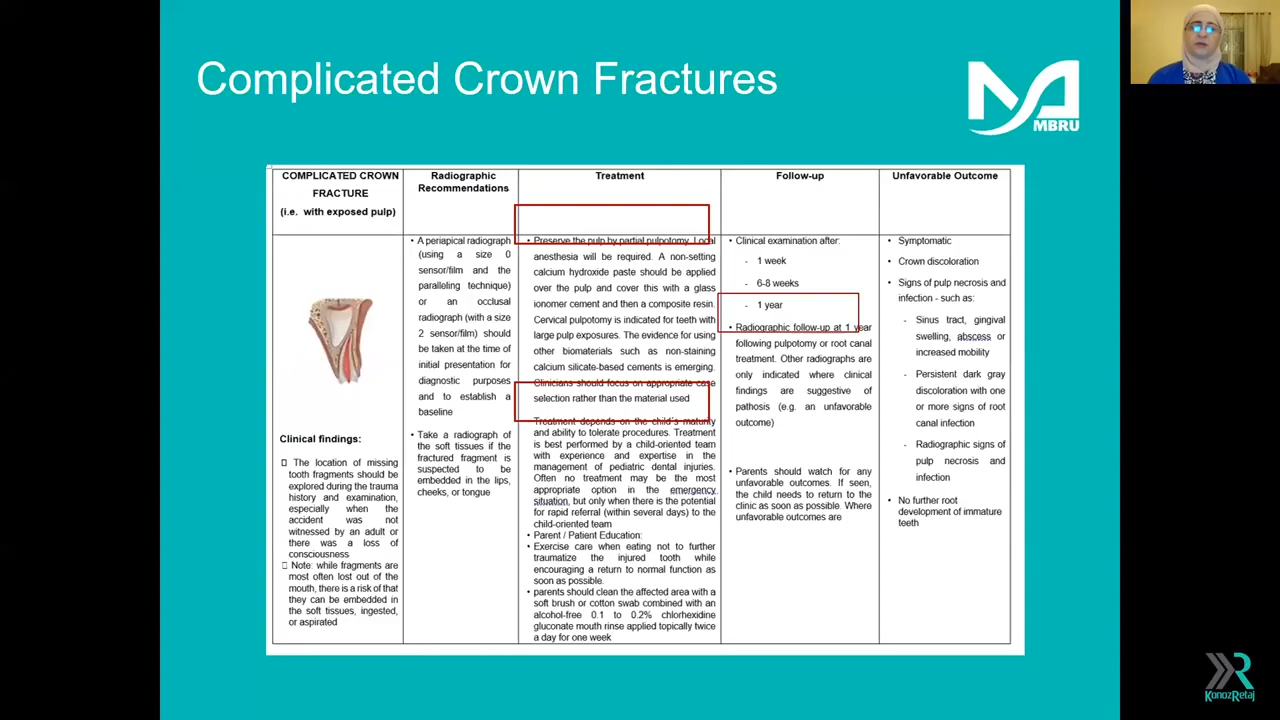 Complicated Crown Fractures
MBRU
COMPLICATED CROWN
FRACTURE
(i.e. with exposed pulp)
Radiographic
Recommendations
Treatment
Follow-up
Unfavorable Outcome
Clinical findings:
The location of missing
tooth fragments should be
explored during the trauma
history and examination,
especially when the
accident was not
witnessed by an adult or
there was a loss of
consciousness
Note: while fragments are
most often lost out of the
mouth, there is a risk of that
they can be embedded in
the soft tissues, ingested,
or aspirated
• A periapical radiograph
(using a size 0
sensor/film and the
paralleling technique)
or an occlusal
radiograph (with a size
2 sensor/film) should
be taken at the time of
initial presentation for
diagnostic purposes
and to establish a
baseline
• Take a radiograph of
the soft tissues if the
fractured fragment is
suspected to be
embedded in the lips,
cheeks, or tongue
• Preserve the pulp by partial pulpotomy. Local
anesthesia will be required. A non-setting
calcium hydroxide paste should be applied
over the pulp and cover this with a glass
ionomer cement and then a composite resin.
Cervical pulpotomy is indicated for teeth with
large pulp exposures. The evidence for using
other biomaterials such as non-staining
calcium silicate-based cements is emerging.
Clinicians should focus on appropriate case
selection rather than the material used
Treatment depends on the child's maturity
and ability to tolerate procedures. Treatment
is best performed by a child-oriented team
with experience and expertise in the
management of pediatric dental injuries.
Often no treatment may be the most
appropriate option in the emergency
situation, but only when there is the potential
for rapid referral (within several days) to the
child-oriented team
• Parent / Patient Education:
• Exercise care when eating not to further
traumatize the injured tooth while
encouraging a return to normal function as
soon as possible.
• parents should clean the affected area with a
soft brush or cotton swab combined with an
alcohol-free 0.1 to 0.2% chlorhexidine
gluconate mouth rinse applied topically twice
a day for one week
• Clinical examination after:
- 1 week
- 6-8 weeks
- 1 year
• Radiographic follow-up at 1 year
following pulpotomy or root canal
treatment. Other radiographs are
only indicated where clinical
findings are suggestive of
pathosis (e.g. an unfavorable
outcome)
• Parents should watch for any
unfavorable outcomes. If seen,
the child needs to return to the
clinic as soon as possible. Where
unfavorable outcomes are
• Symptomatic
• Crown discoloration
• Signs of pulp necrosis and
infection - such as:
- Sinus tract, gingival
swelling, abscess or
increased mobility
- Persistent dark gray
discoloration with one
or more signs of root
canal infection
- Radiographic signs of
pulp necrosis and
infection
• No further root
development of immature
teeth
KonozRetaj